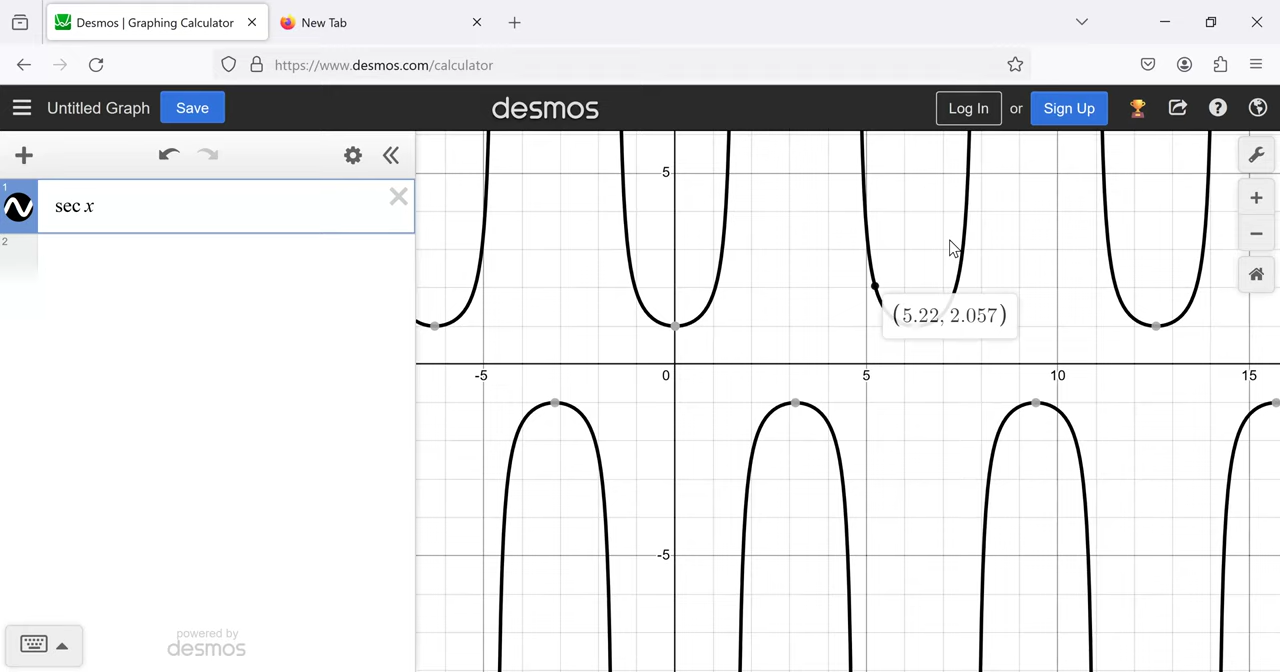 Desmos | Graphing Calculator
New Tab
https://www.desmos.com/calculator
Untitled Graph
Save
desmos
Log In
or
Sign Up
1
sec x
2
5
(5.22, 2.057)
-5
0
5
10
15
-5
powered by
desmos